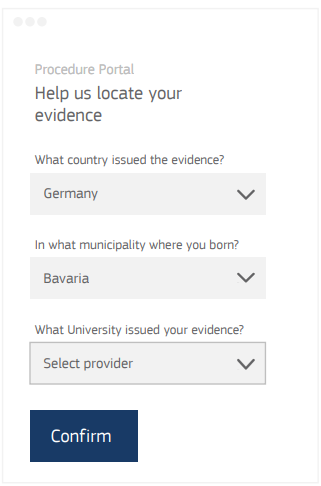 Procedure Portal
Help us locate your
evidence
What country issued the evidence?
Germany
In what municipality where you born?
Bavaria
What University issued your evidence?
Select provider
Confirm